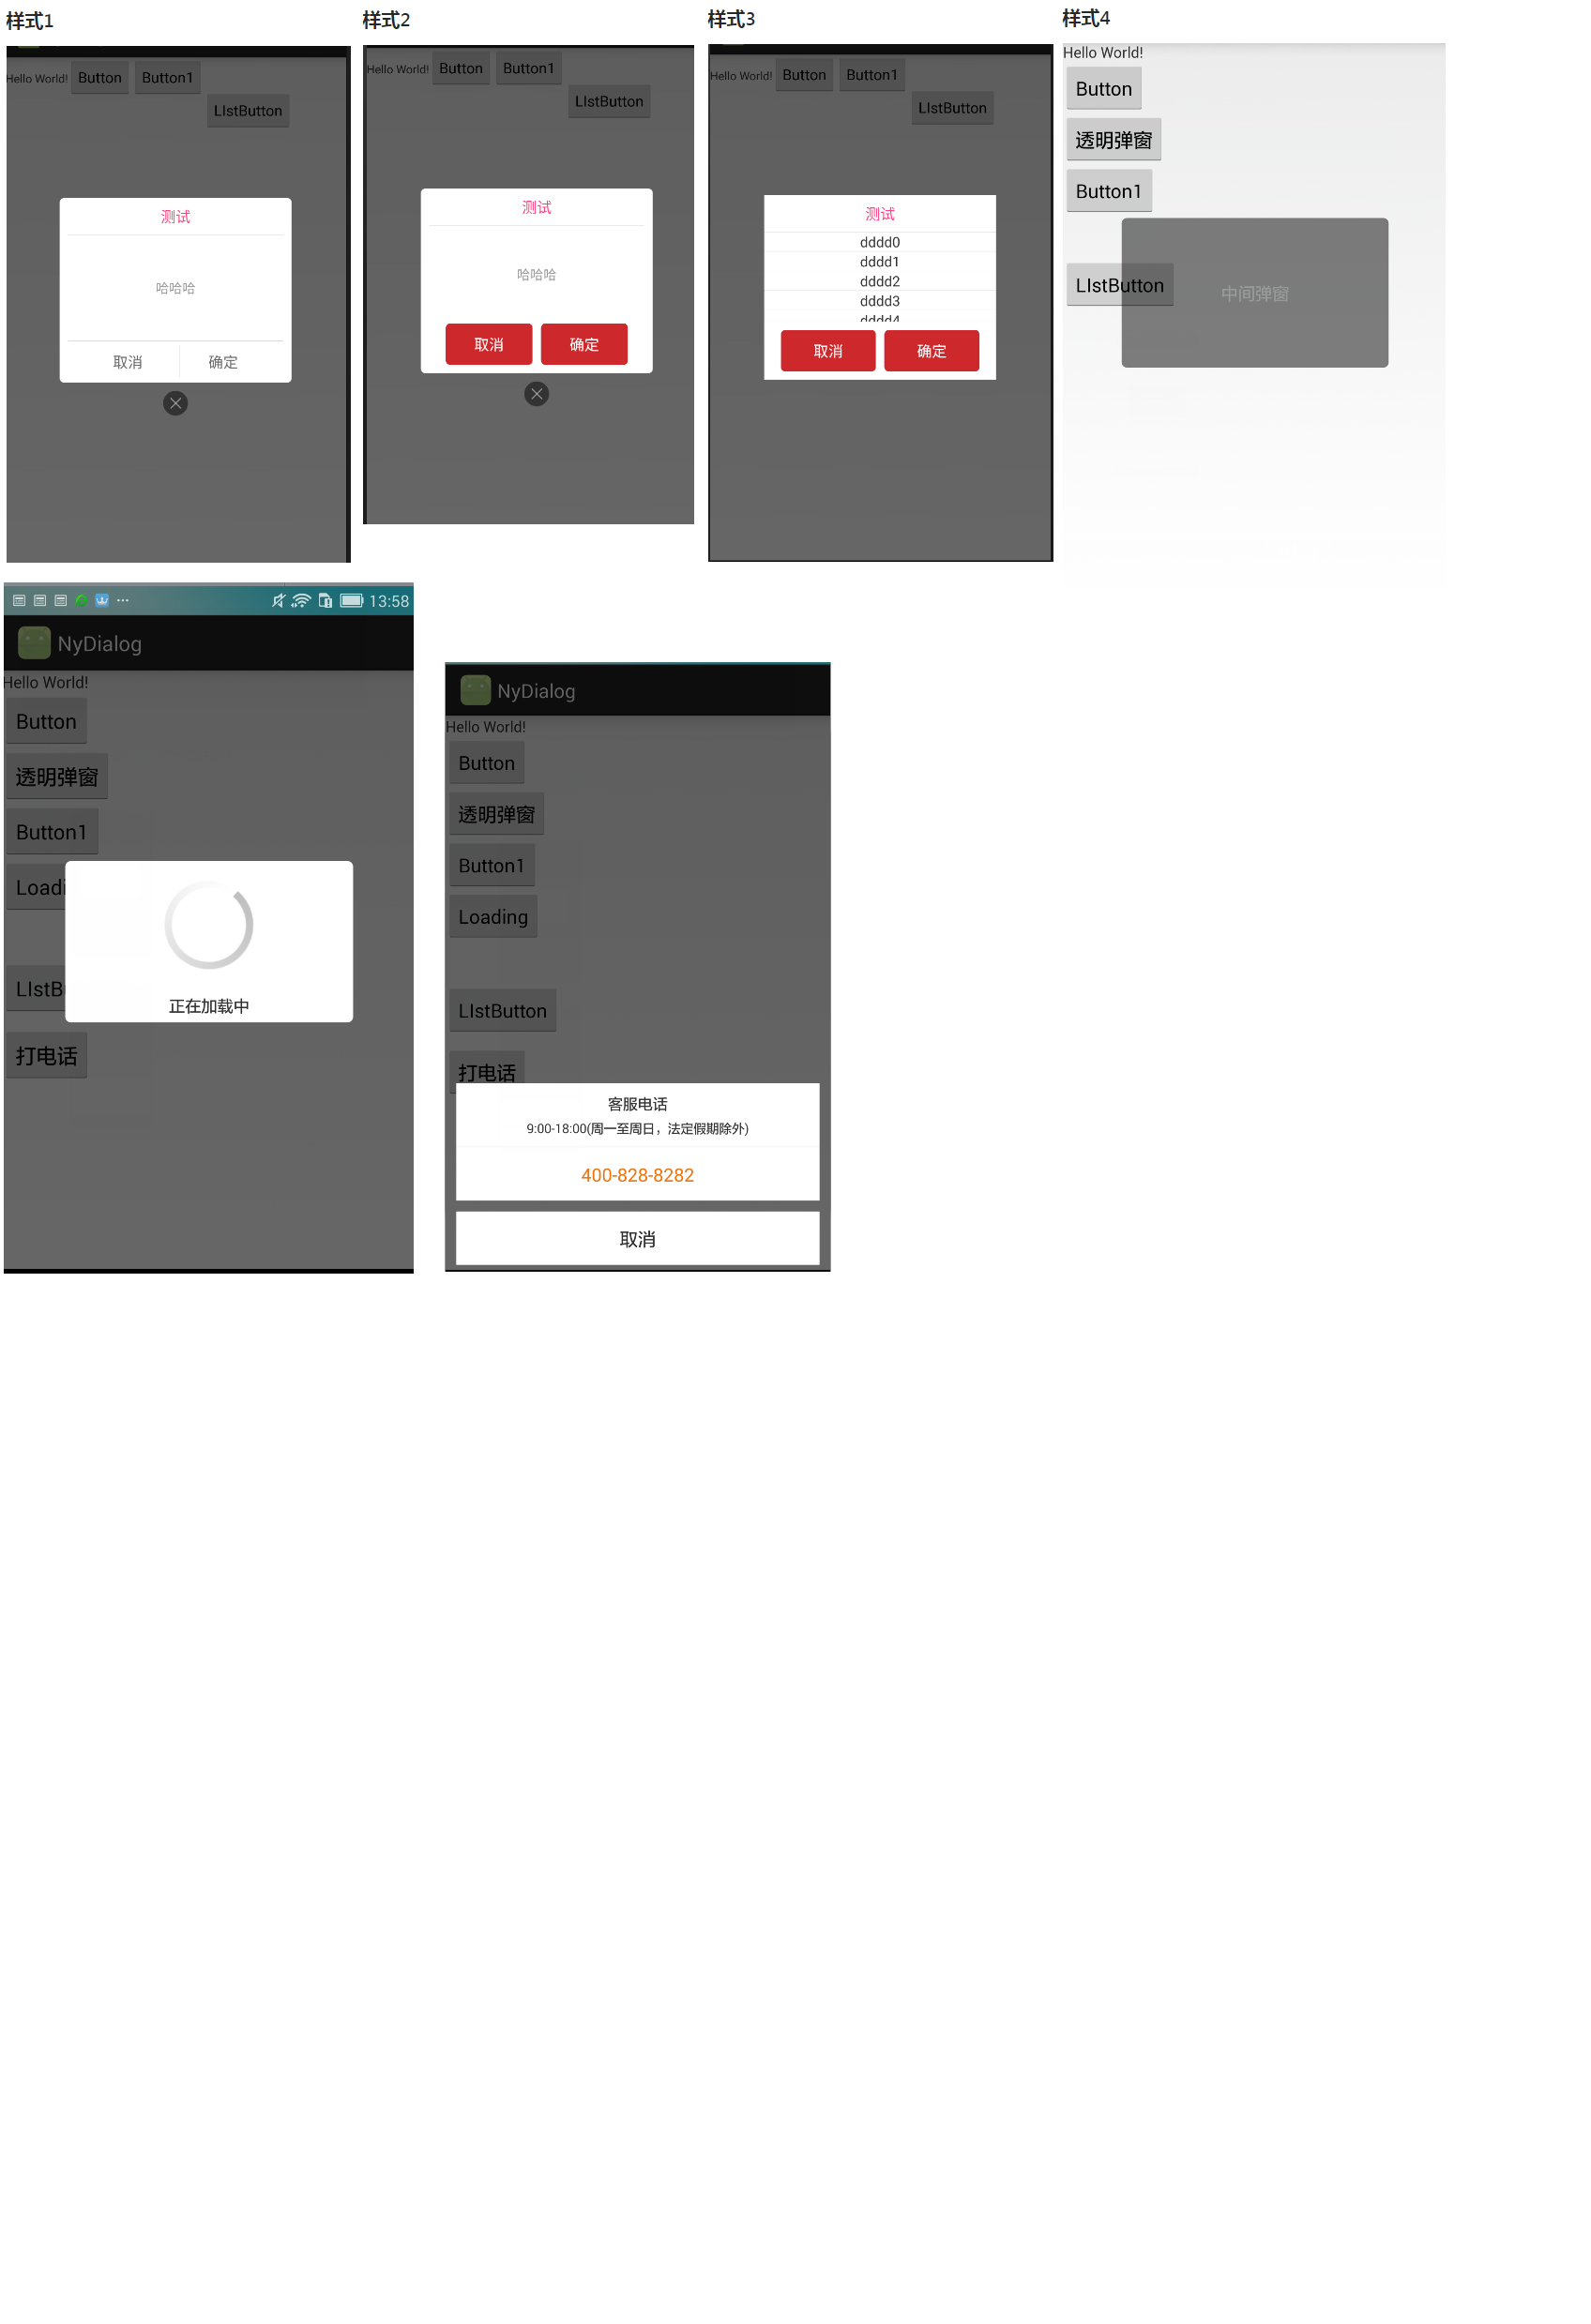 样式1
Hello World! Button Button1
LIstButton
测试
哈哈哈
取消 确定
样式2
Hello World! Button Button1
LIstButton
测试
哈哈哈
取消 确定
样式3
Hello World! Button Button1
LIstButton
测试
dddd0
dddd1
dddd2
dddd3
dddd4
取消 确定
样式4
Hello World!
Button
透明弹窗
Button1
LIstButton
中间弹窗
13:58
NyDialog
Hello World!
Button
透明弹窗
Button1
Loadi
LIstB
正在加载中
打电话
NyDialog
Hello World!
Button
透明弹窗
Button1
Loading
LIstButton
打电话
客服电话
9:00-18:00(周一至周日，法定假期除外)
400-828-8282
取消